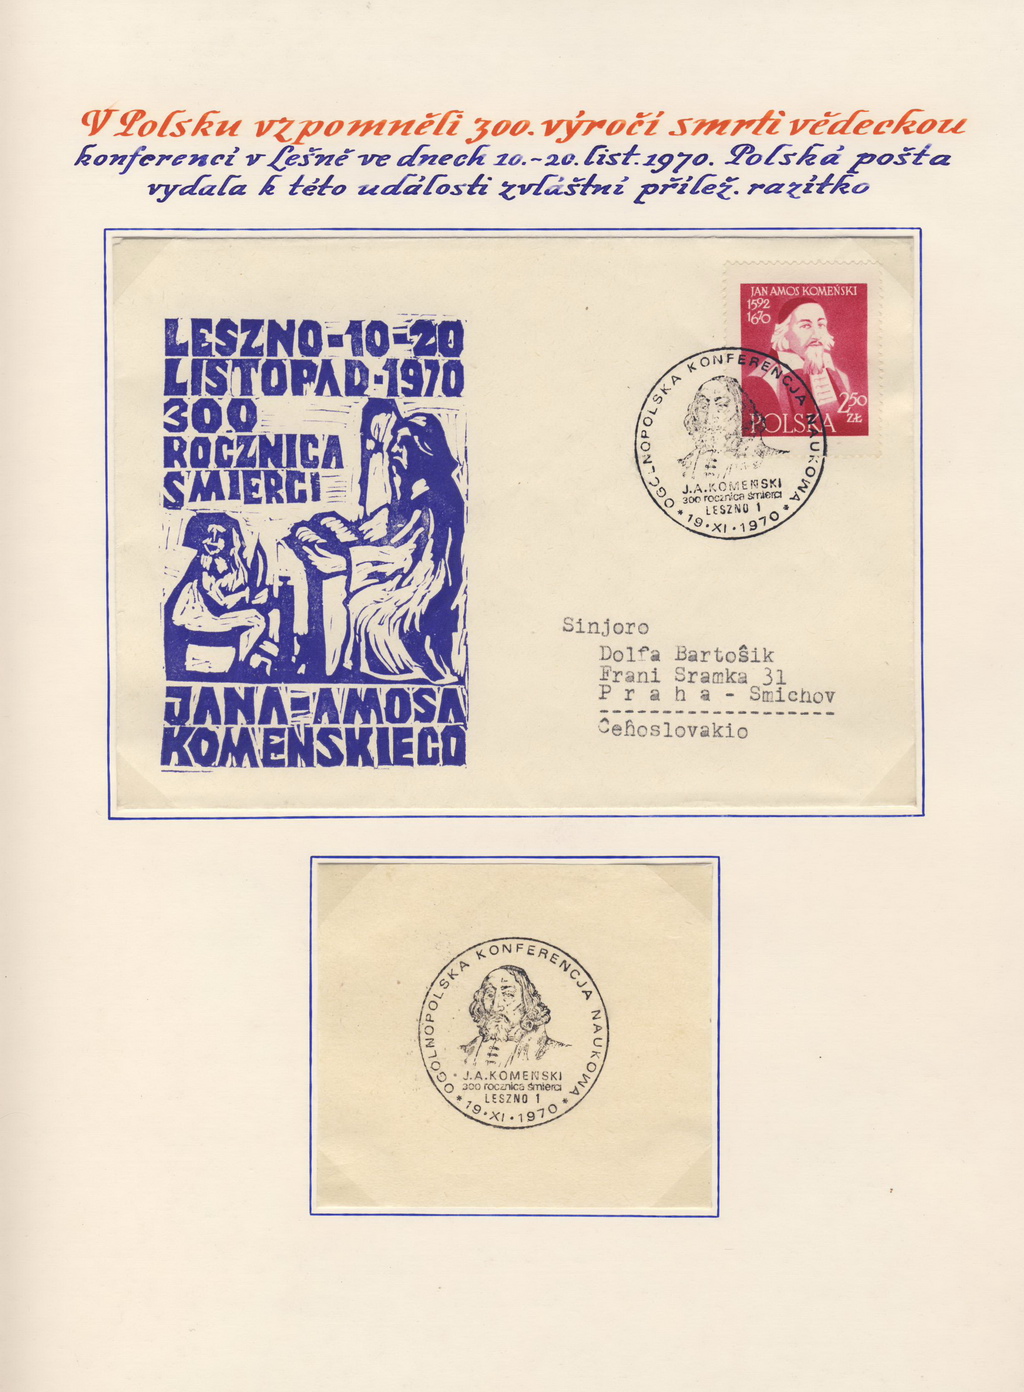 V Polsku vzpomněli 300. výročí smrti vědeckou
konferencí v Lešně ve dnech 10.-20. list. 1970. Polská pošta
vydala k této události zvláštní přílež. razítko
LESZNO-10-20
LISTOPAD-1970
300
ROCZNICA
ŚMIERCI
JANA-AMOSA
KOMEŃSKIEGO
JAN AMOS KOMEŃSKI
1592
1670
2 50 ZŁ
POLSKA
OGÓLNOPOLSKA KONFERENCJA NAUKOWA
J.A.KOMEŃSKI
300 rocznica śmierci
LESZNO 1
*19·XI·1970*
Sinjoro
Dolfa Bartoŝik
Frani Sramka 31
P r a h a - Smichov
Ĉeĥoslovakio
OGÓLNOPOLSKA KONFERENCJA NAUKOWA
J.A.KOMEŃSKI
300 rocznica śmierci
LESZNO 1
*19·XI·1970*